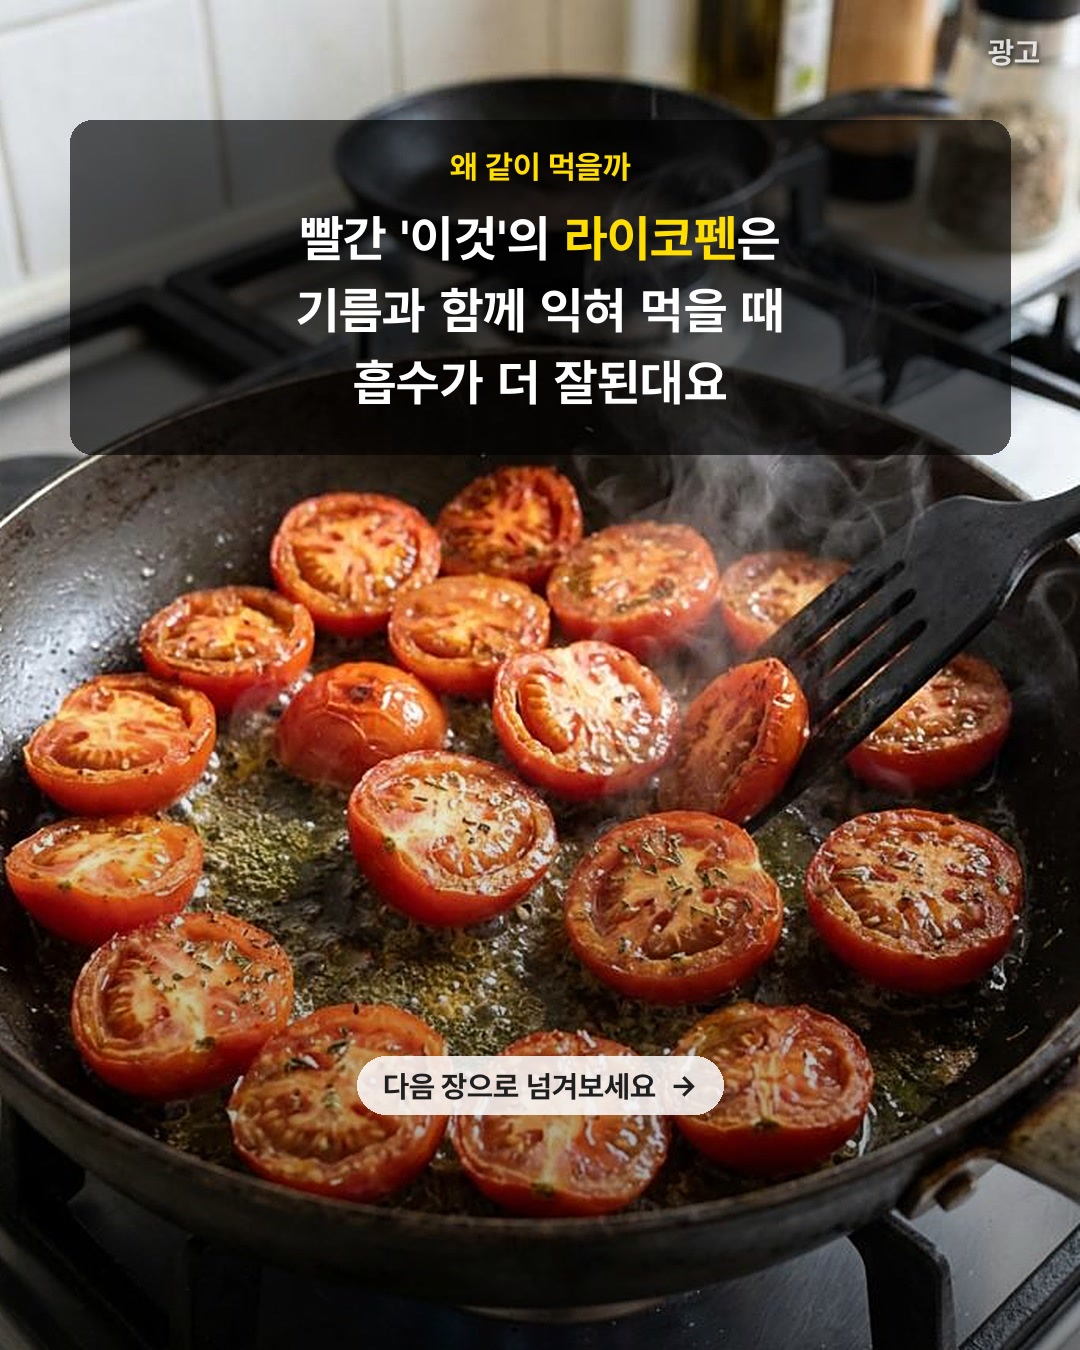 광고
왜 같이 먹을까
빨간 '이것'의 라이코펜은
기름과 함께 익혀 먹을 때
흡수가 더 잘된대요
다음 장으로 넘겨보세요 →